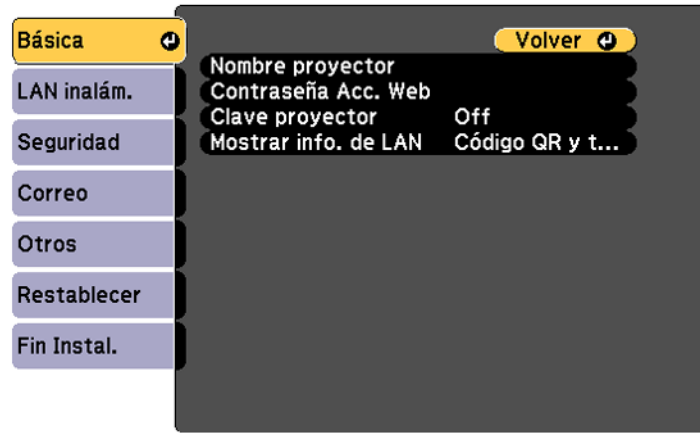 Básica
LAN inalám.
Seguridad
Correo
Otros
Restablecer
Fin Instal.
Volver
Nombre proyector
Contraseña Acc. Web
Clave proyector Off
Mostrar info. de LAN Código QR y t...